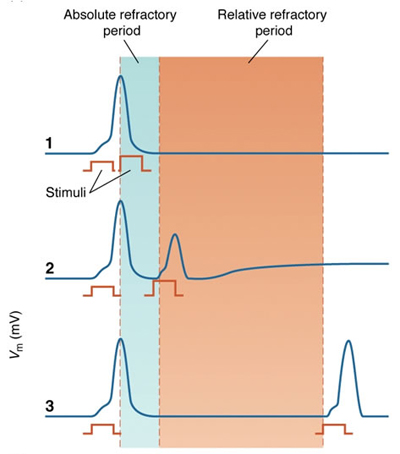 Absolute refractory
period
Relative refractory
period
1
Stimuli
2
Vm (mV)
3